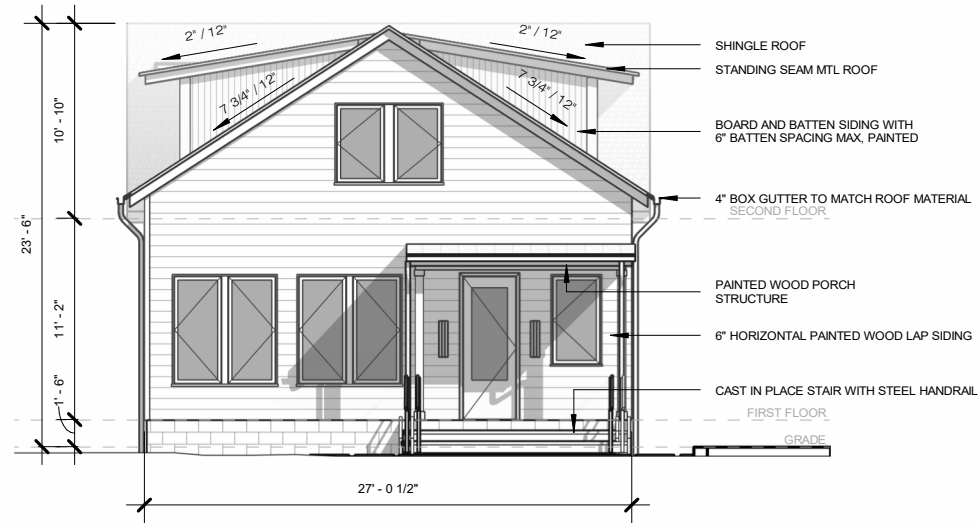 2" / 12"
2" / 12"
7 3/4" / 12"
7 3/4" / 12"
SHINGLE ROOF
STANDING SEAM MTL ROOF
BOARD AND BATTEN SIDING WITH
6" BATTEN SPACING MAX, PAINTED
4" BOX GUTTER TO MATCH ROOF MATERIAL
SECOND FLOOR
PAINTED WOOD PORCH
STRUCTURE
6" HORIZONTAL PAINTED WOOD LAP SIDING
CAST IN PLACE STAIR WITH STEEL HANDRAIL
FIRST FLOOR
GRADE
10' - 10"
23' - 6"
11' - 2"
1' - 6"
27' - 0 1/2"